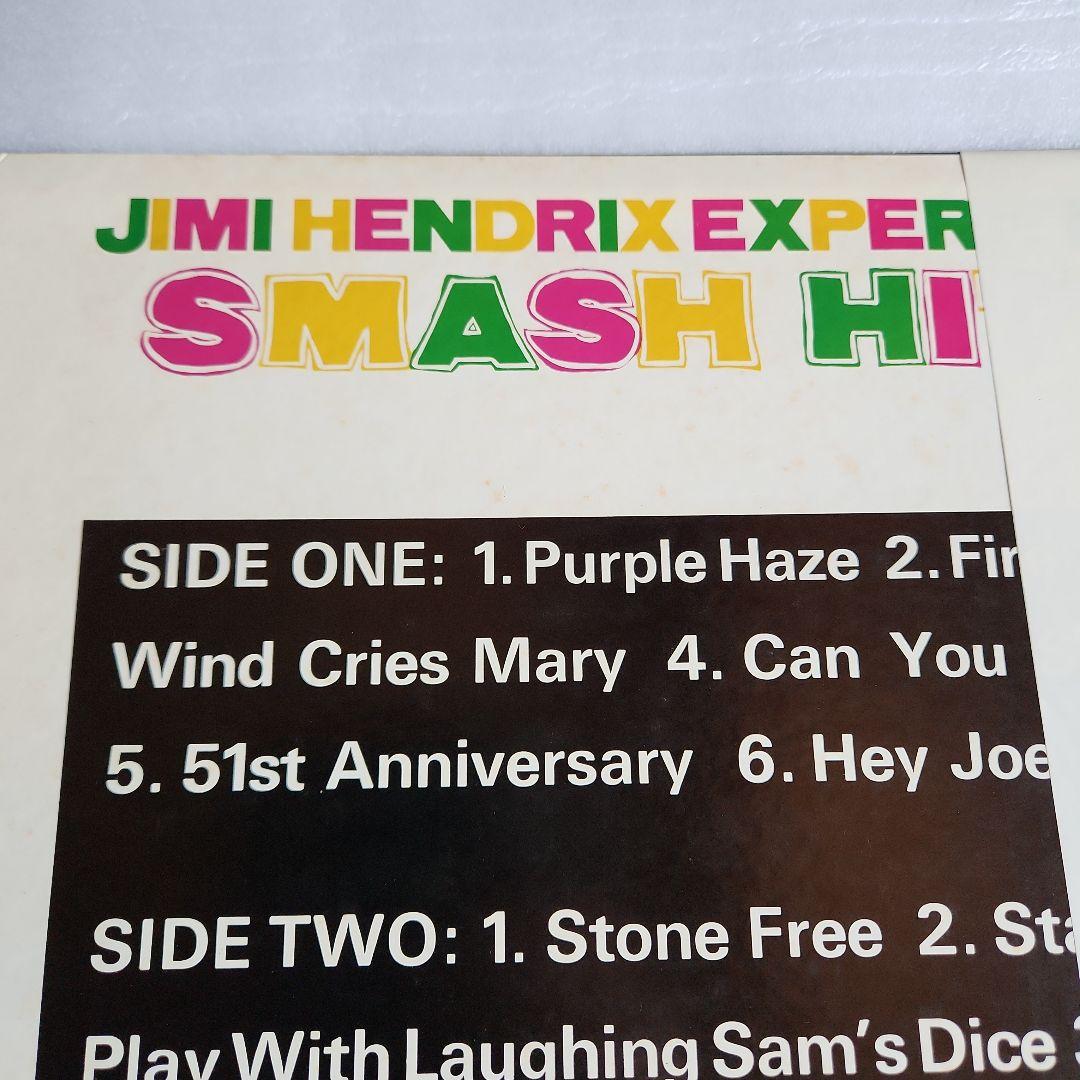 JIMI HENDRIX EXPER
SMASH HI
SIDE ONE: 1. Purple Haze 2. Fir
Wind Cries Mary 4. Can You
5. 51st Anniversary 6. Hey Joe
SIDE TWO: 1. Stone Free 2. Sta
Play With Laughing Sam's Dice